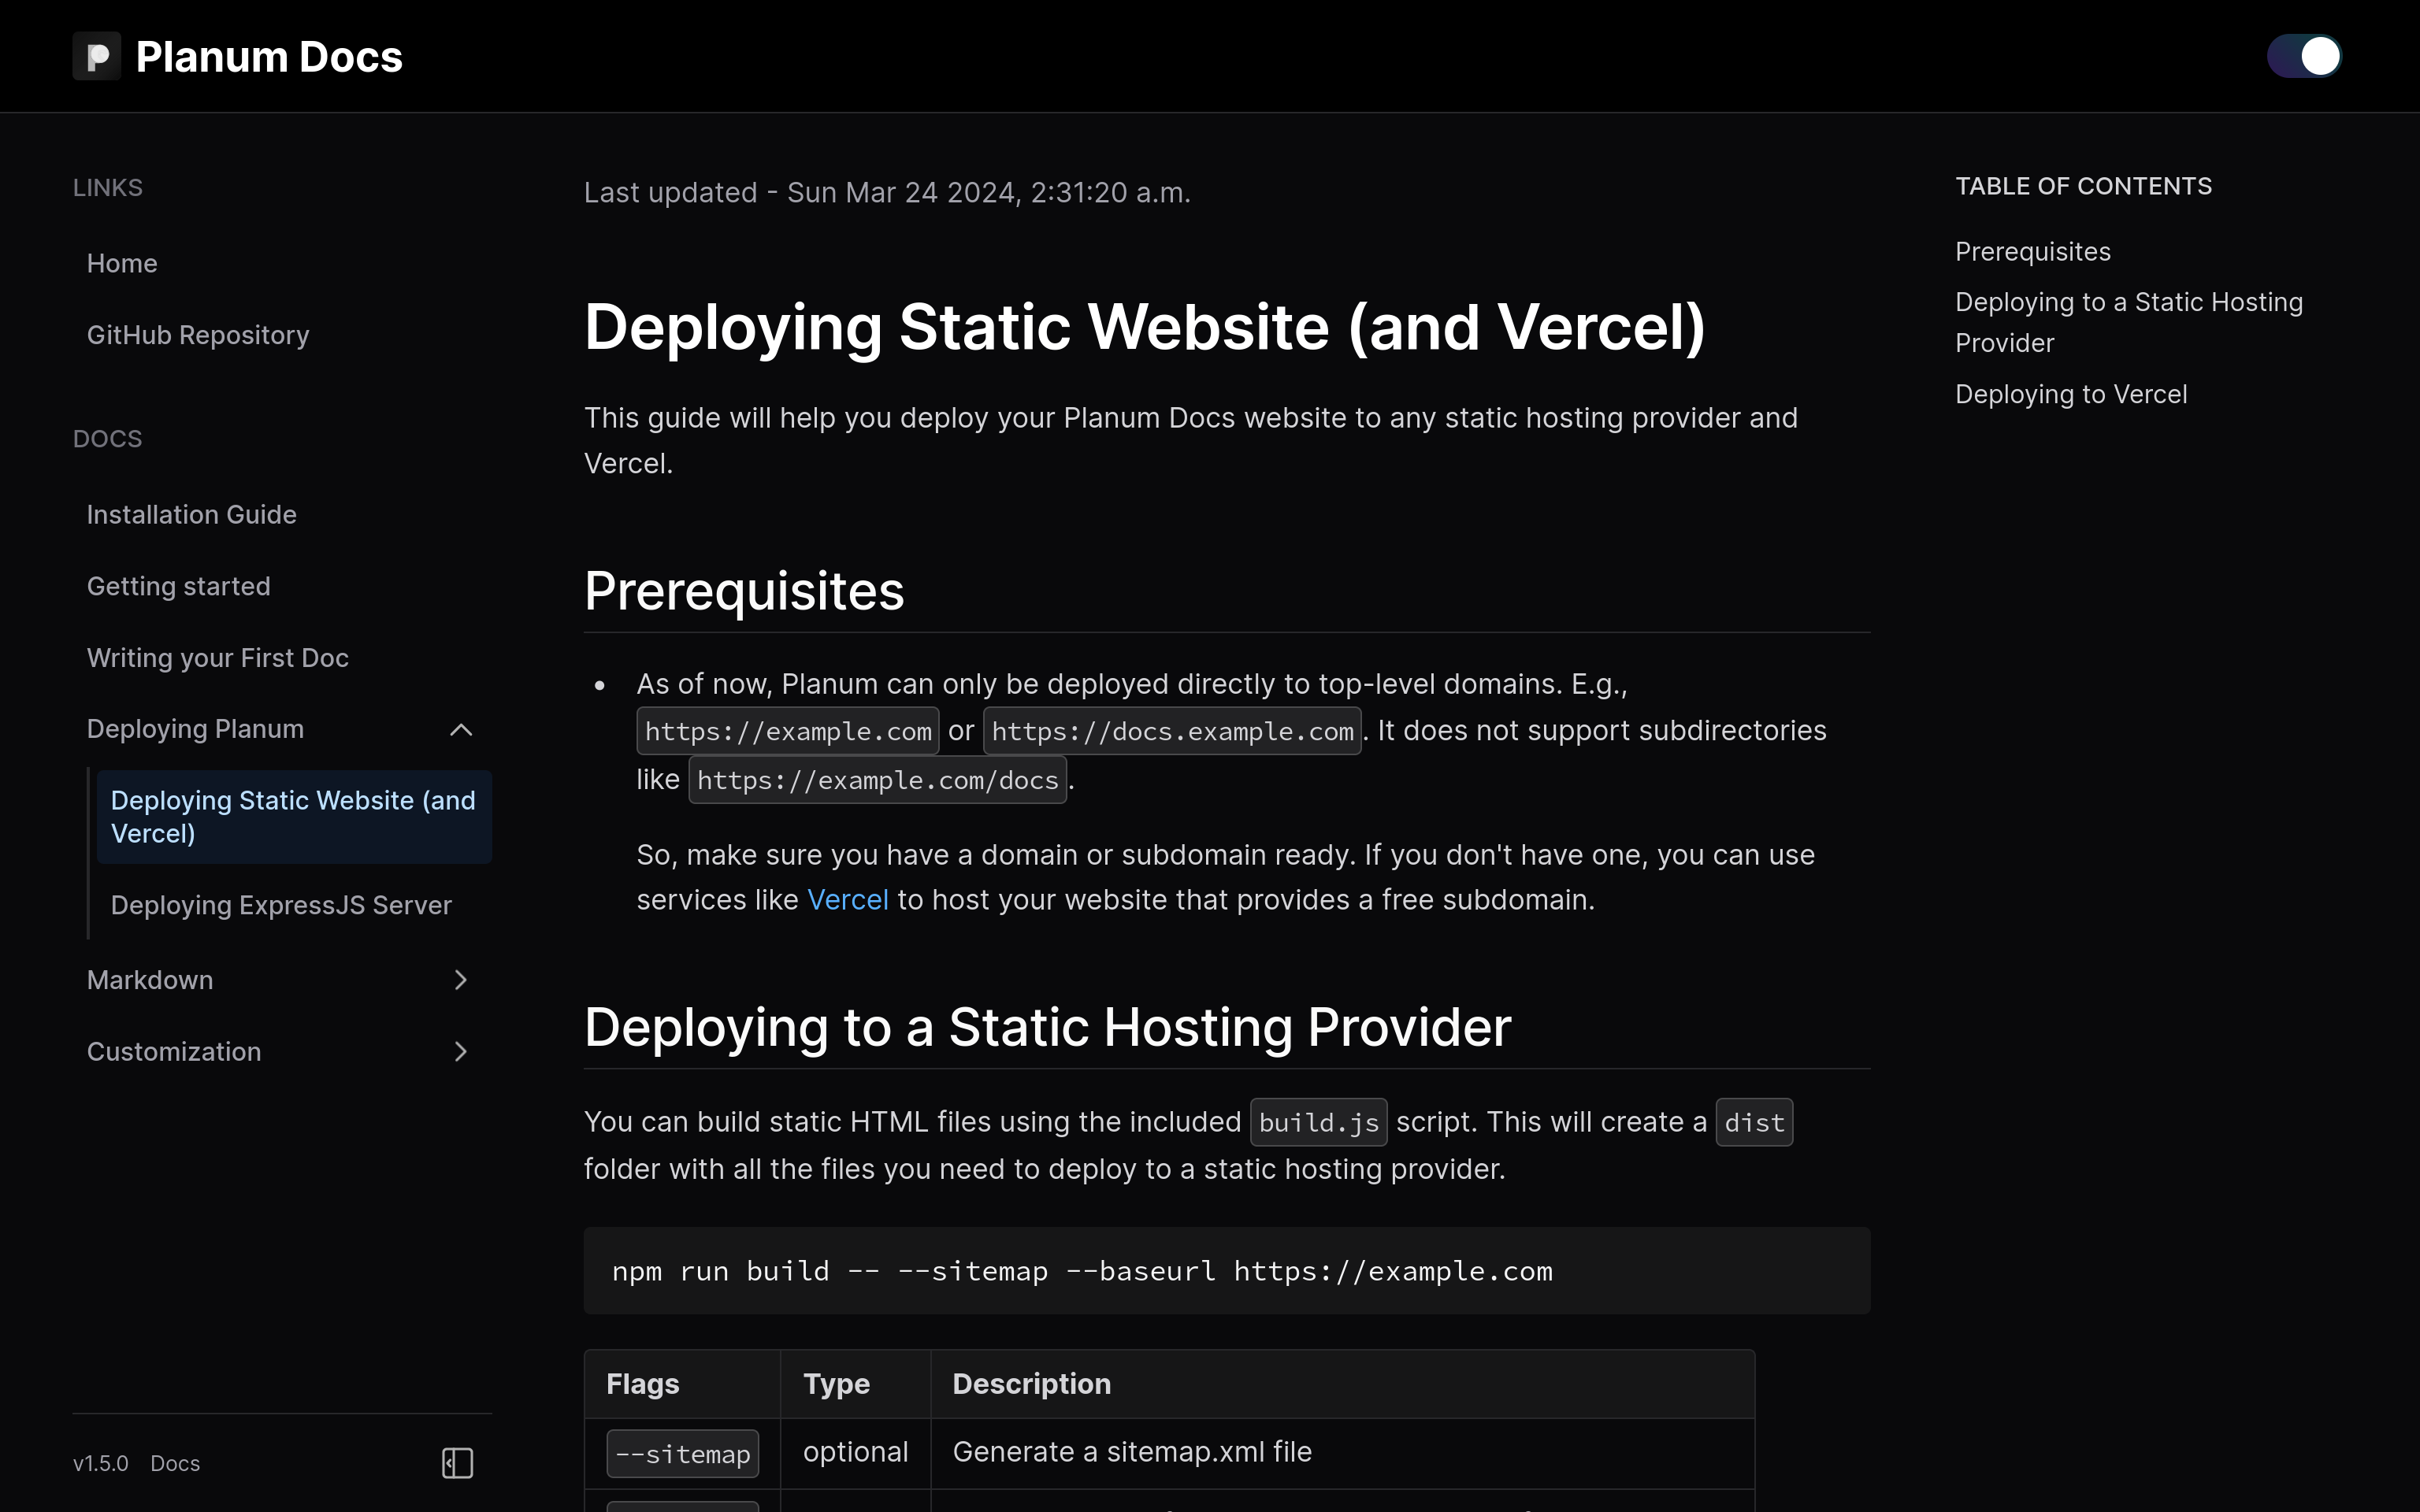 Planum Docs
LINKS
Home
GitHub Repository
DOCS
Installation Guide
Getting started
Writing your First Doc
Deploying Planum
Deploying Static Website (and
Vercel)
Deploying ExpressJS Server
Markdown
Customization
v1.5.0 Docs
Last updated - Sun Mar 24 2024, 2:31:20 a.m.
Deploying Static Website (and Vercel)
This guide will help you deploy your Planum Docs website to any static hosting provider and
Vercel.
Prerequisites
As of now, Planum can only be deployed directly to top-level domains. E.g.,
https://example.com or https://docs.example.com. It does not support subdirectories
like https://example.com/docs.
So, make sure you have a domain or subdomain ready. If you don't have one, you can use
services like Vercel to host your website that provides a free subdomain.
Deploying to a Static Hosting Provider
You can build static HTML files using the included build.js script. This will create a dist
folder with all the files you need to deploy to a static hosting provider.
npm run build -- --sitemap --baseurl https://example.com
Flags Type Description
--sitemap optional Generate a sitemap.xml file
TABLE OF CONTENTS
Prerequisites
Deploying to a Static Hosting
Provider
Deploying to Vercel